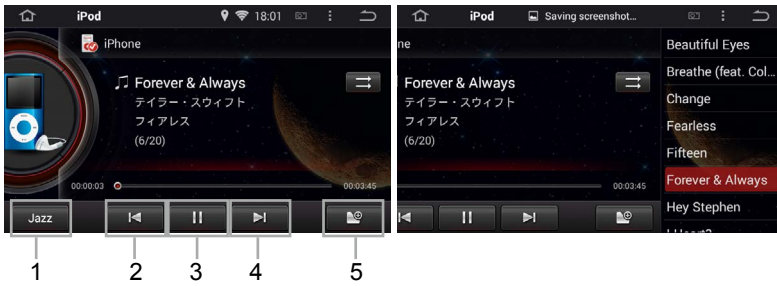 iPod
18:01
iPhone
Forever & Always
テイラー・スウィフト
フィアレス
(6/20)
00:00:03
00:03:45
Jazz
1
2
3
4
5
iPod
Saving screenshot...
ne
Forever & Always
テイラー・スウィフト
フィアレス
(6/20)
00:03:45
Beautiful Eyes
Breathe (feat. Col...
Change
Fearless
Fifteen
Forever & Always
Hey Stephen